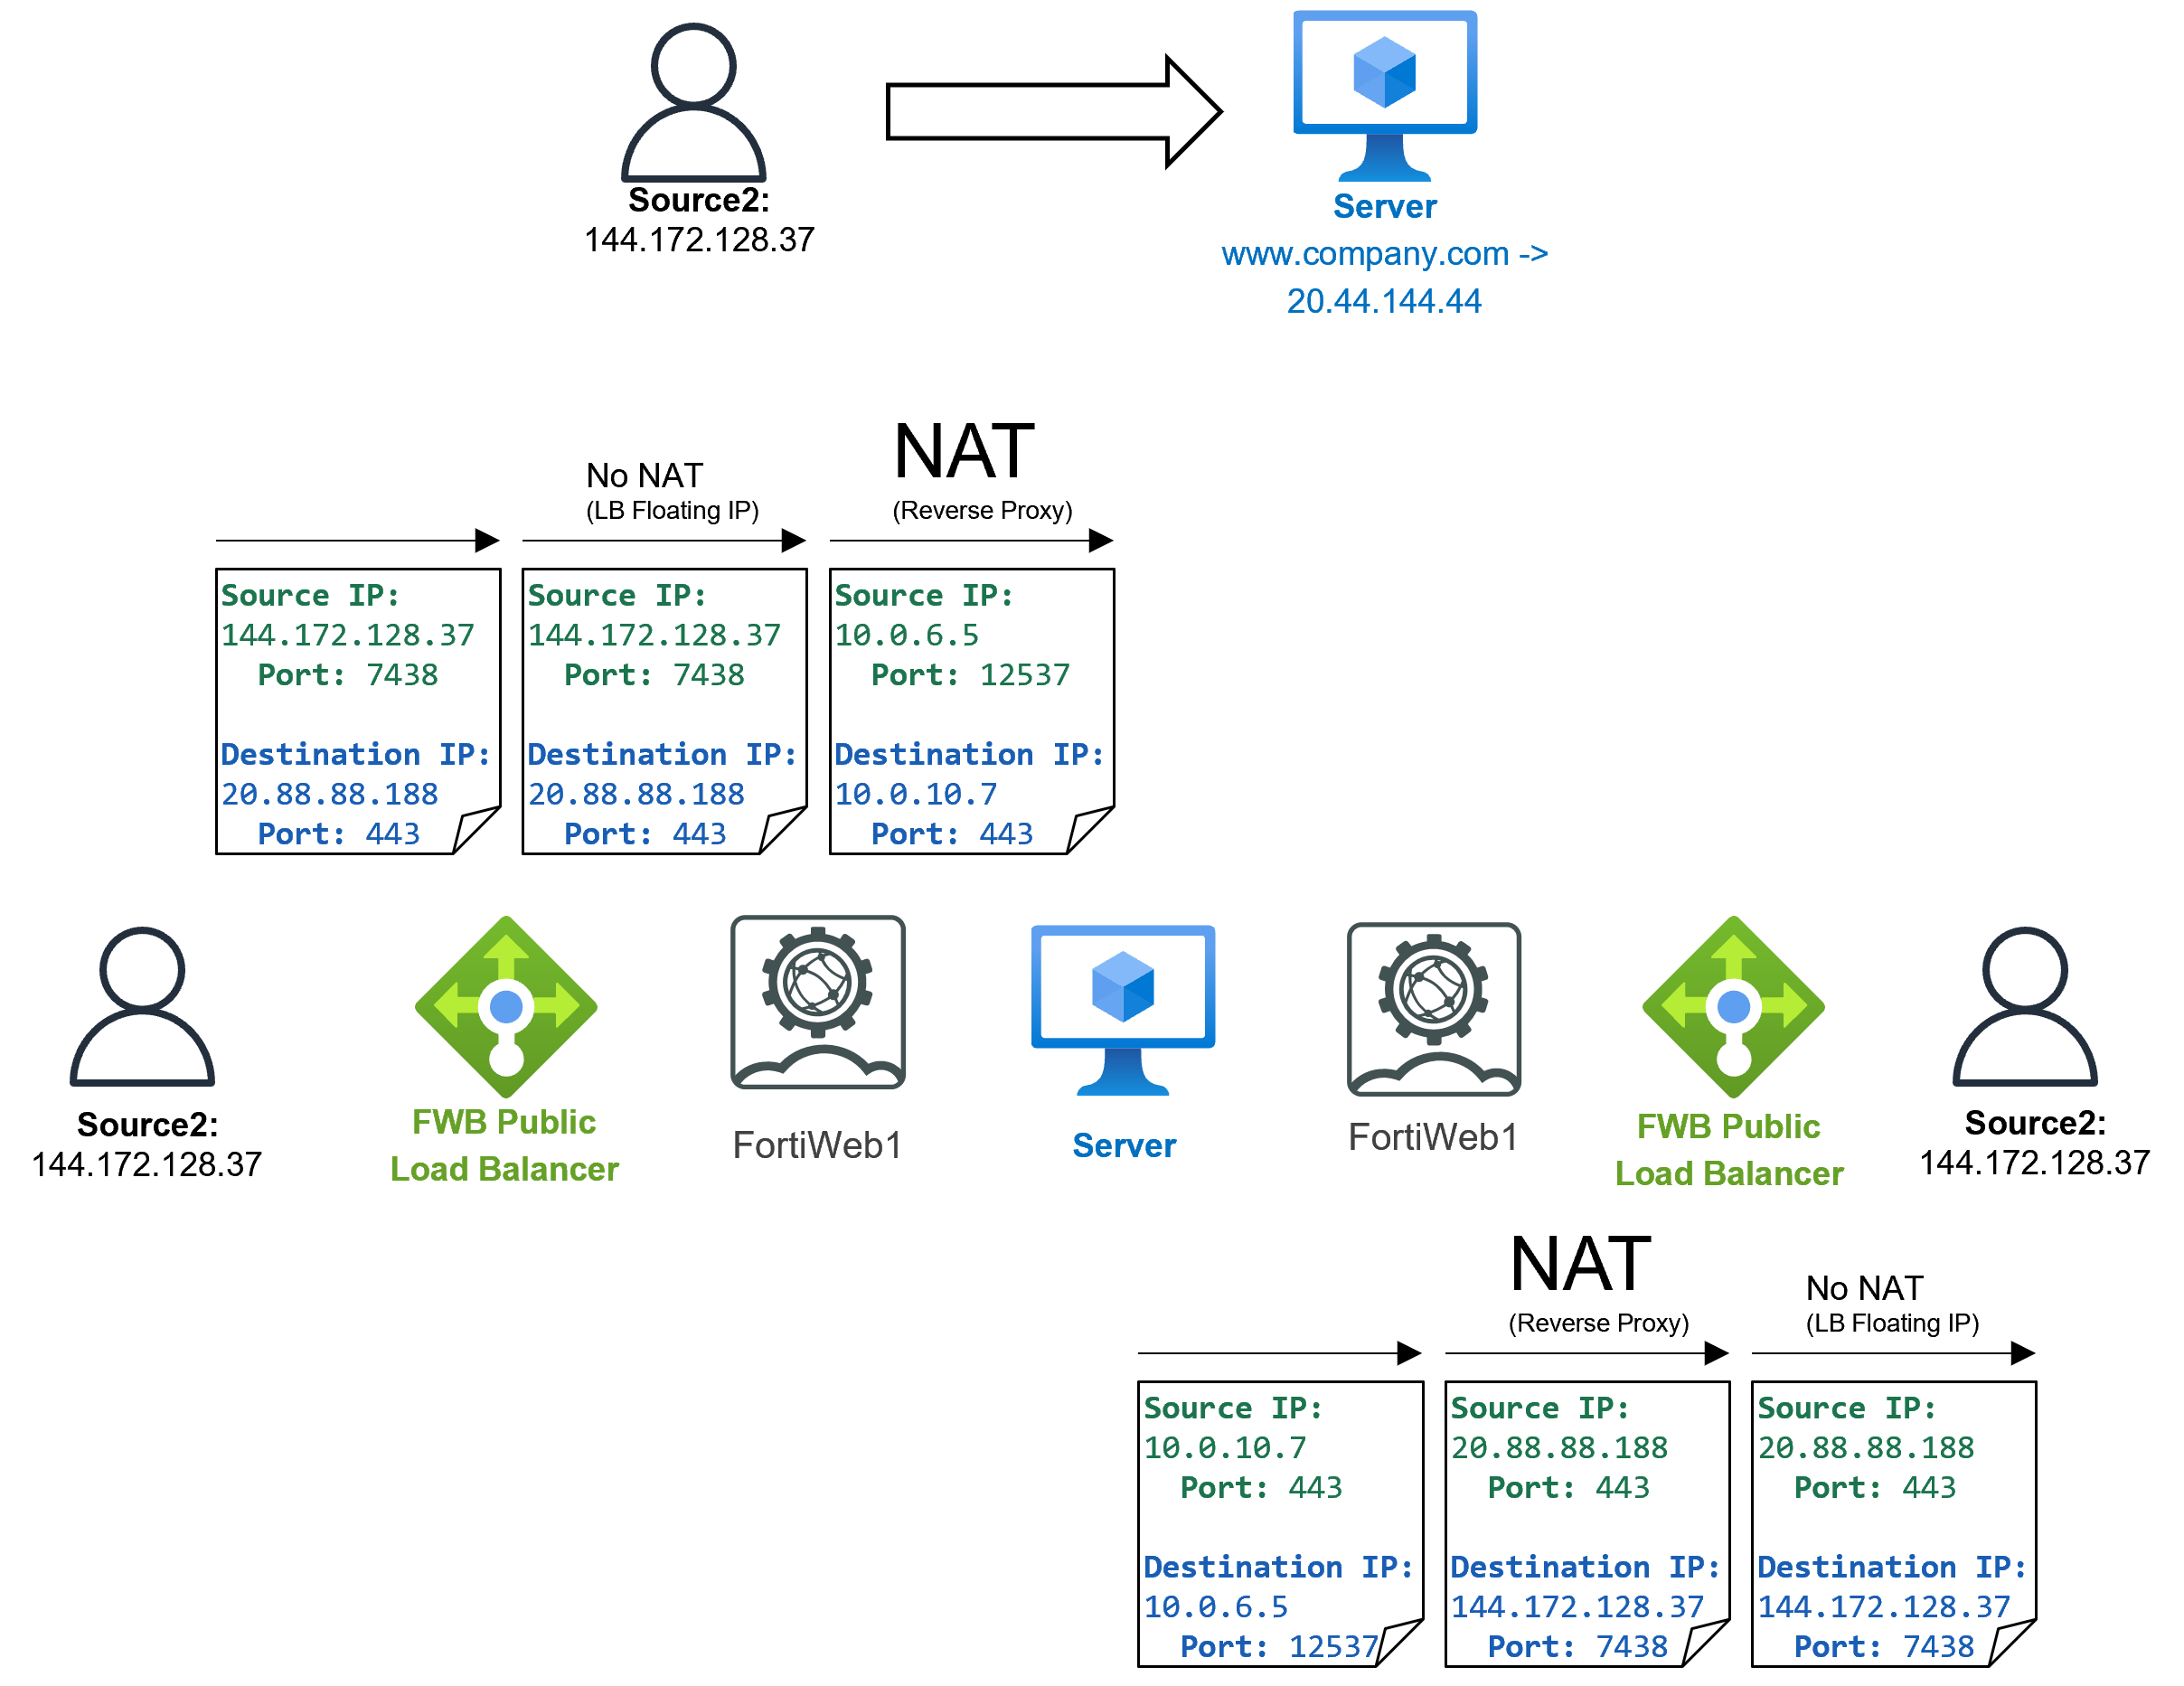 Source2:
144.172.128.37
Server
www.company.com ->
20.44.144.44
No NAT
(LB Floating IP)
NAT
(Reverse Proxy)
Source IP:
144.172.128.37
Port: 7438
Destination IP:
20.88.88.188
Port: 443
Source IP:
144.172.128.37
Port: 7438
Destination IP:
20.88.88.188
Port: 443
Source IP:
10.0.6.5
Port: 12537
Destination IP:
10.0.10.7
Port: 443
Source2:
144.172.128.37
FWB Public
Load Balancer
FortiWeb1
Server
FortiWeb1
FWB Public
Load Balancer
Source2:
144.172.128.37
NAT
(Reverse Proxy)
No NAT
(LB Floating IP)
Source IP:
10.0.10.7
Port: 443
Destination IP:
10.0.6.5
Port: 12537
Source IP:
20.88.88.188
Port: 443
Destination IP:
144.172.128.37
Port: 7438
Source IP:
20.88.88.188
Port: 443
Destination IP:
144.172.128.37
Port: 7438